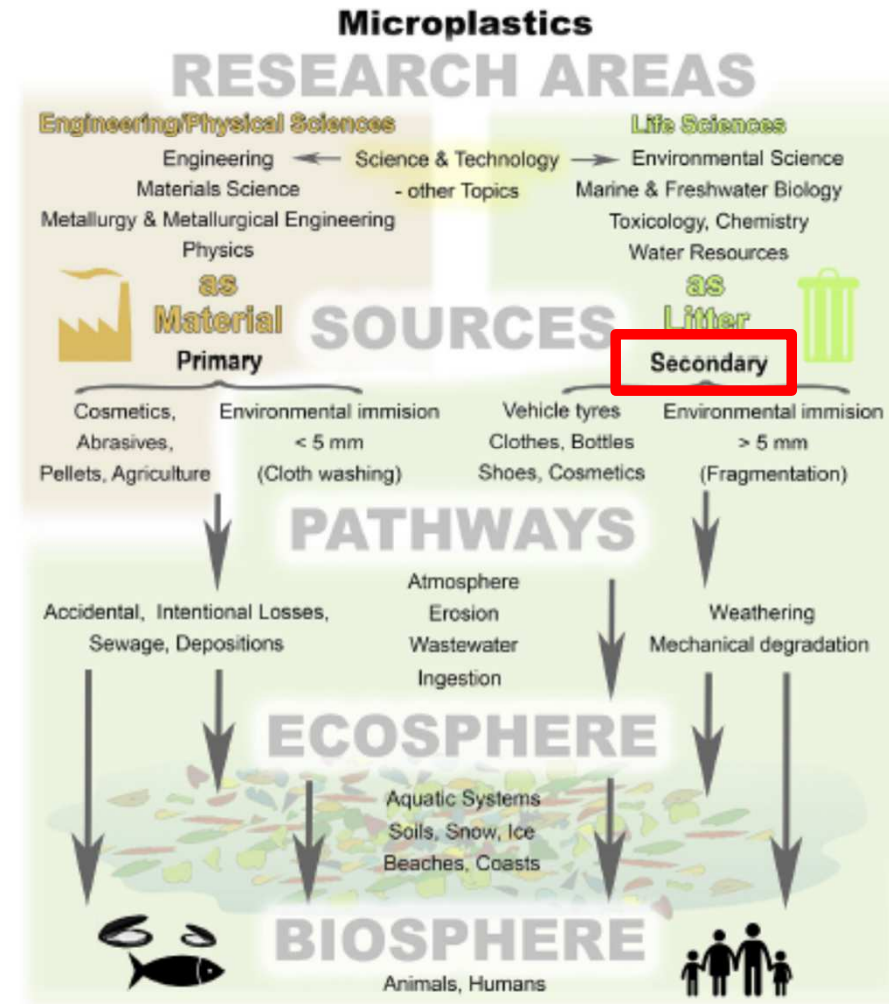 Microplastics
RESEARCH AREAS
Engineering/Physical Sciences
Life Sciences
Engineering
Science & Technology
Environmental Science
Materials Science
- other Topics
Marine & Freshwater Biology
Metallurgy & Metallurgical Engineering
Toxicology, Chemistry
Physics
Water Resources
as
Material
as
Litter
SOURCES
Primary
Secondary
Cosmetics,
Abrasives,
Pellets, Agriculture
Environmental immision
< 5 mm
(Cloth washing)
Vehicle tyres
Clothes, Bottles
Shoes, Cosmetics
Environmental immision
> 5 mm
(Fragmentation)
PATHWAYS
Accidental, Intentional Losses,
Sewage, Depositions
Atmosphere
Erosion
Wastewater
Ingestion
Weathering
Mechanical degradation
ECOSPHERE
Aquatic Systems
Soils, Snow, Ice
Beaches, Coasts
BIOSPHERE
Animals, Humans